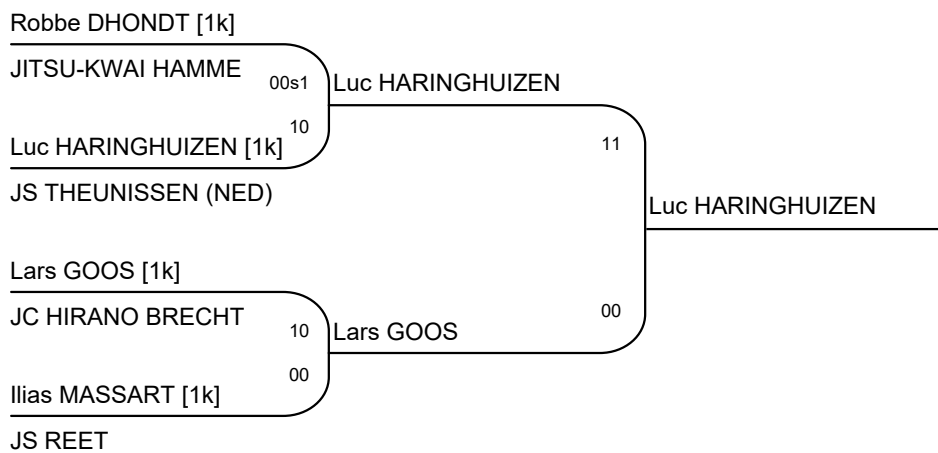 Robbe DHONDT [1k]
JITSU-KWAI HAMME
00s1
Luc HARINGHUIZEN
10
Luc HARINGHUIZEN [1k]
JS THEUNISSEN (NED)
11
Luc HARINGHUIZEN
Lars GOOS [1k]
JC HIRANO BRECHT
10
Lars GOOS
00
00
Ilias MASSART [1k]
JS REET